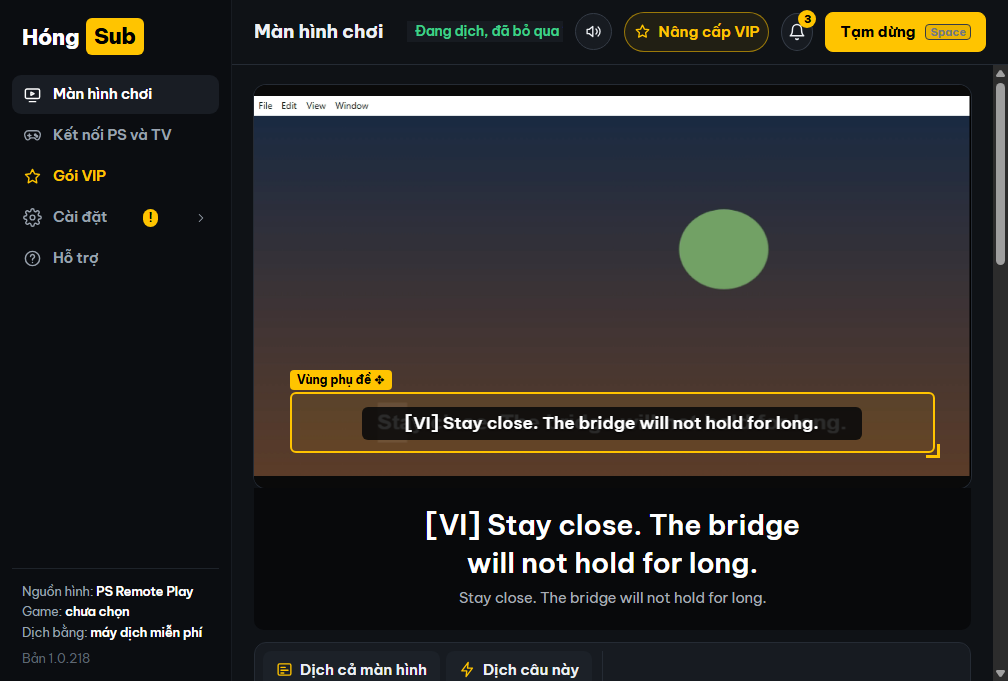 Hóng Sub
Màn hình chơi
Kết nối PS và TV
Gói VIP
Cài đặt
!
Hỗ trợ
Nguồn hình: PS Remote Play
Game: chưa chọn
Dịch bằng: máy dịch miễn phí
Bản 1.0.218
Màn hình chơi
Đang dịch, đã bỏ qua
Nâng cấp VIP
3
Tạm dừng Space
File Edit View Window
Vùng phụ đề
[VI] Stay close. The bridge will not hold for long.
[VI] Stay close. The bridge
will not hold for long.
Stay close. The bridge will not hold for long.
Dịch cả màn hình
Dịch câu này